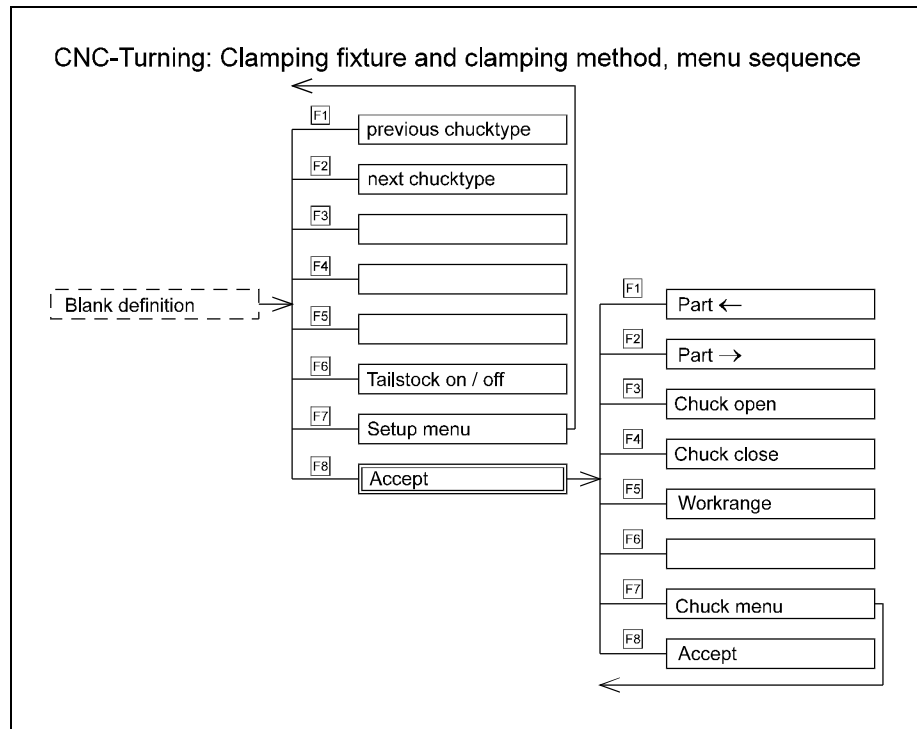 CNC-Turning: Clamping fixture and clamping method, menu sequence
F1 previous chucktype
F2 next chucktype
F3
F4
Blank definition
F5
F6 Tailstock on / off
F7 Setup menu
F8 Accept
F1 Part ←
F2 Part →
F3 Chuck open
F4 Chuck close
F5 Workrange
F6
F7 Chuck menu
F8 Accept